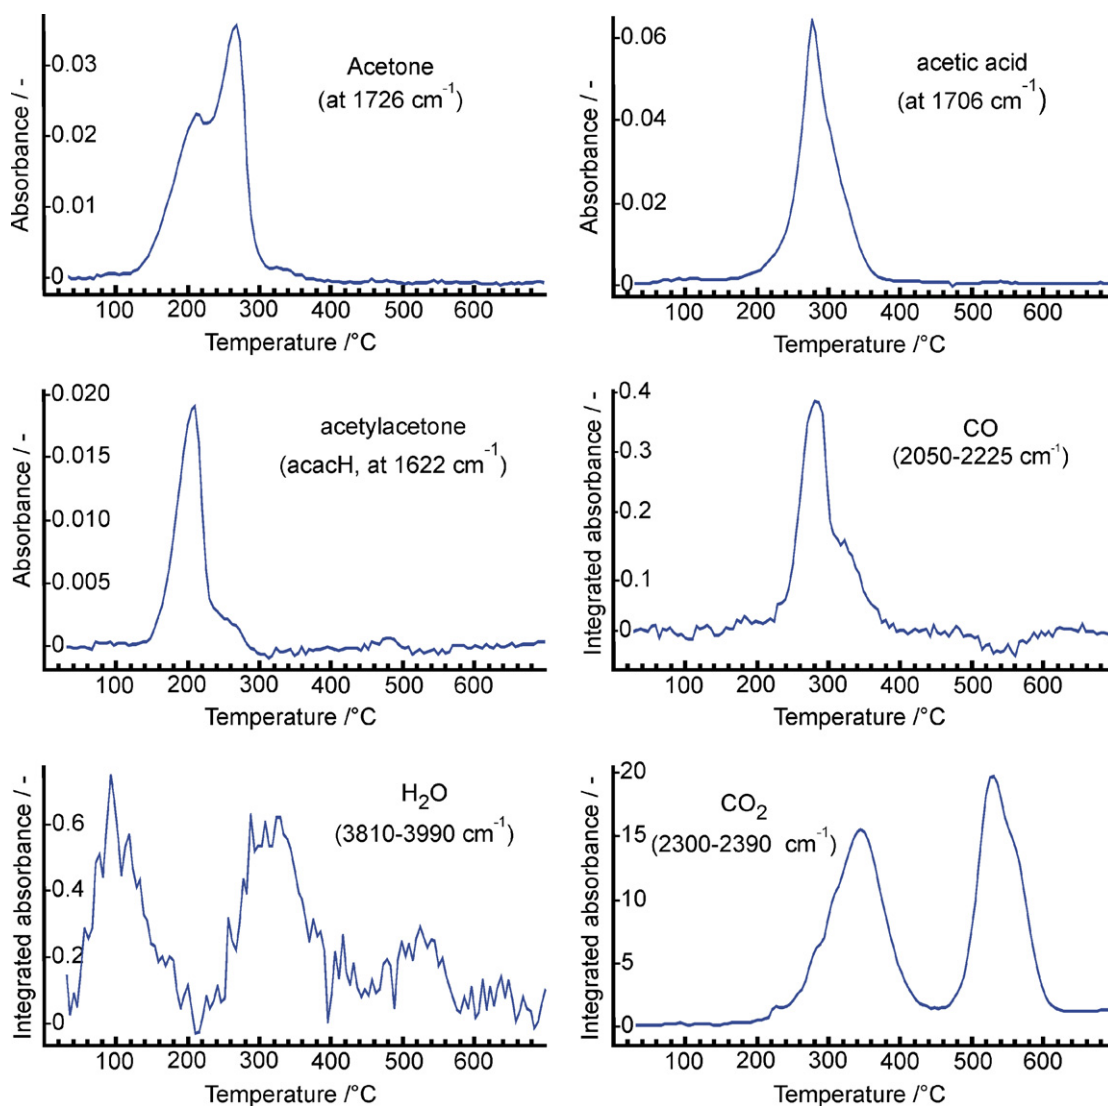 Absorbance / -
0.03
0.02
0.01
0
Acetone
(at 1726 cm⁻¹)
100 200 300 400 500 600
Temperature /°C
Absorbance / -
0.06
0.04
0.02
0
acetic acid
(at 1706 cm⁻¹)
100 200 300 400 500 600
Temperature /°C
Absorbance / -
0.020
0.015
0.010
0.005
0
acetylacetone
(acacH, at 1622 cm⁻¹)
100 200 300 400 500 600
Temperature /°C
Integrated absorbance / -
0.4
0.3
0.2
0.1
0
CO
(2050-2225 cm⁻¹)
100 200 300 400 500 600
Temperature /°C
Integrated absorbance / -
0.6
0.4
0.2
0
H₂O
(3810-3990 cm⁻¹)
100 200 300 400 500 600
Temperature /°C
Integrated absorbance / -
20
15
10
5
0
CO₂
(2300-2390 cm⁻¹)
100 200 300 400 500 600
Temperature /°C